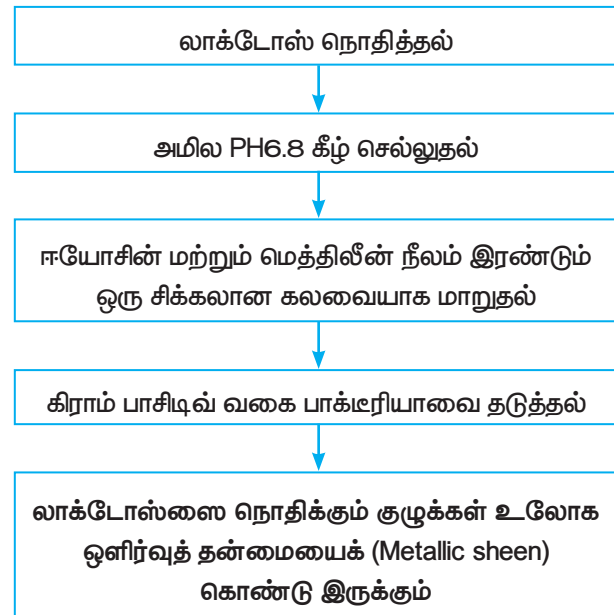 லாக்டோஸ் நொதித்தல்
அமில PH6.8 கீழ் செல்லுதல்
ஈயோசின் மற்றும் மெத்திலீன் நீலம் இரண்டும்
ஒரு சிக்கலான கலவையாக மாறுதல்
கிராம் பாசிடிவ் வகை பாக்டீரியாவை தடுத்தல்
லாக்டோஸ்ஸை நொதிக்கும் குழுக்கள் உலோக
ஒளிர்வுத் தன்மையைக் (Metallic sheen)
கொண்டு இருக்கும்